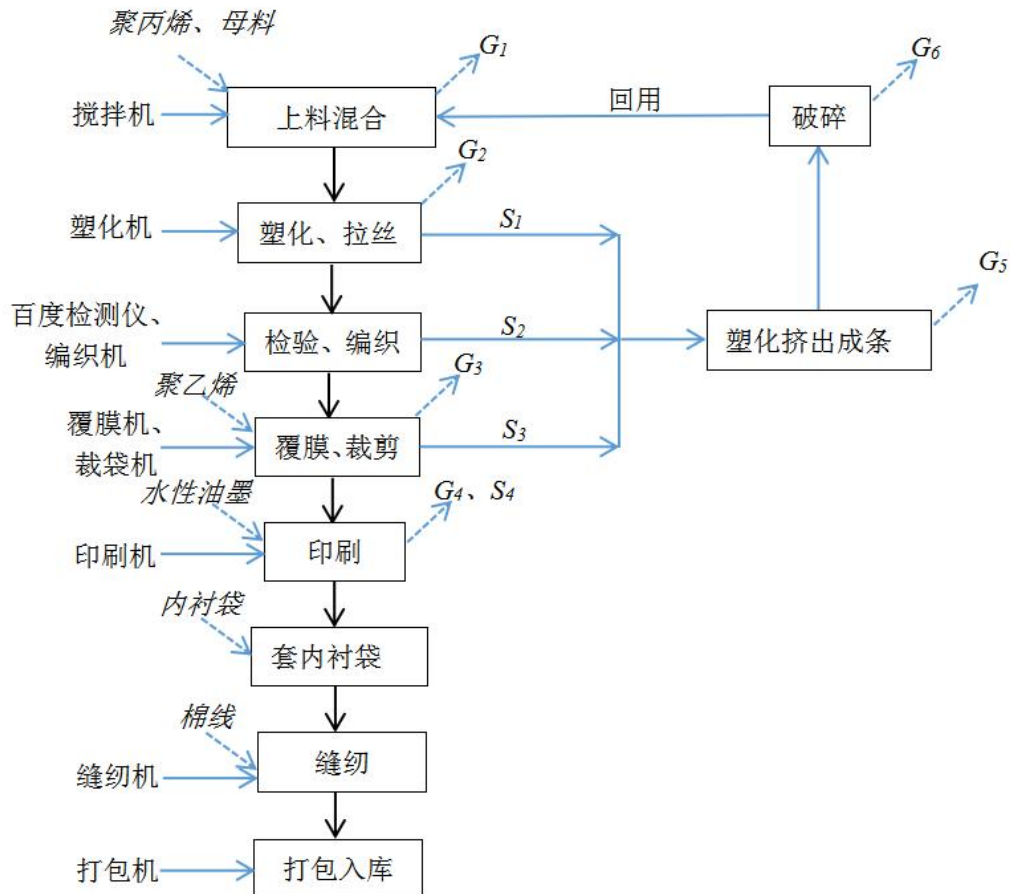 聚丙烯、母料
G1
G6
搅拌机
上料混合
回用
破碎
G2
塑化机
塑化、拉丝
S1
G5
百度检测仪、
编织机
检验、编织
S2
塑化挤出成条
G3
聚乙烯
覆膜机、
裁袋机
覆膜、裁剪
S3
水性油墨
G4、S4
印刷机
印刷
内衬袋
套内衬袋
棉线
缝纫机
缝纫
打包机
打包入库